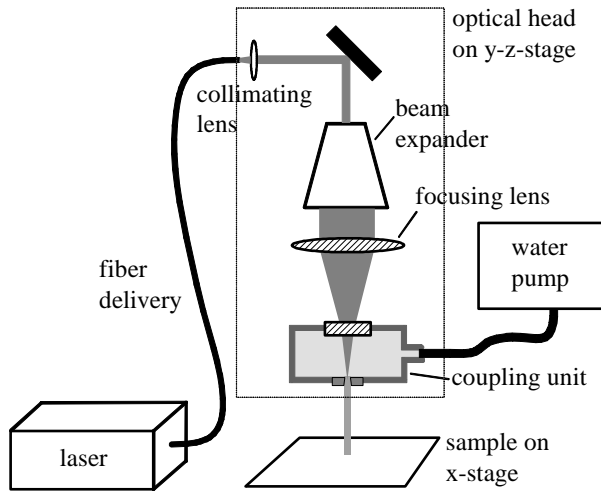 optical head
on y-z-stage
collimating
lens
beam
expander
focusing lens
water
pump
fiber
delivery
coupling unit
laser
sample on
x-stage